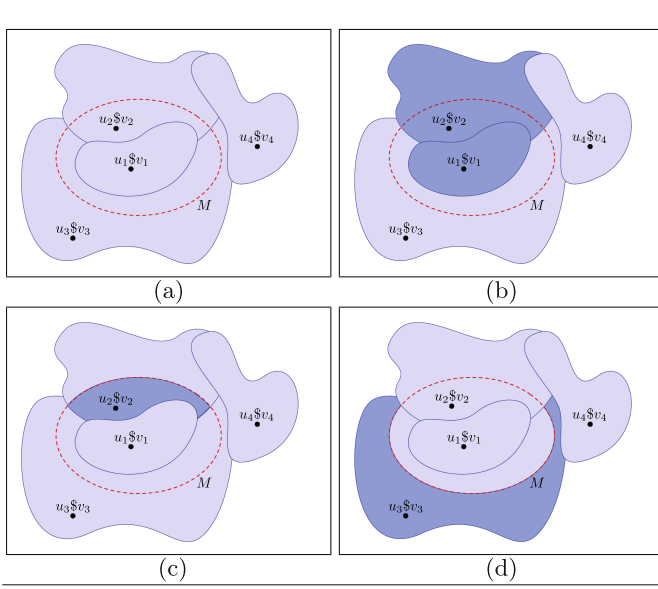 u₂$v₂
u₄$v₄
u₁$v₁
M
u₃$v₃
(a)
u₂$v₂
u₄$v₄
u₁$v₁
M
u₃$v₃
(b)
u₂$v₂
u₄$v₄
u₁$v₁
M
u₃$v₃
(c)
u₂$v₂
u₄$v₄
u₁$v₁
M
u₃$v₃
(d)